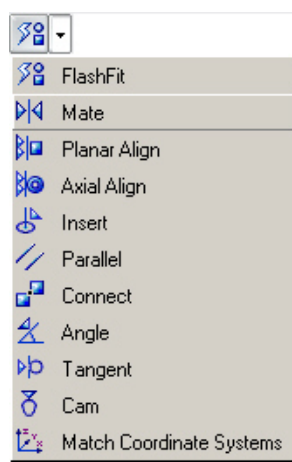 FlashFit
Mate
Planar Align
Axial Align
Insert
Parallel
Connect
Angle
Tangent
Cam
Match Coordinate Systems